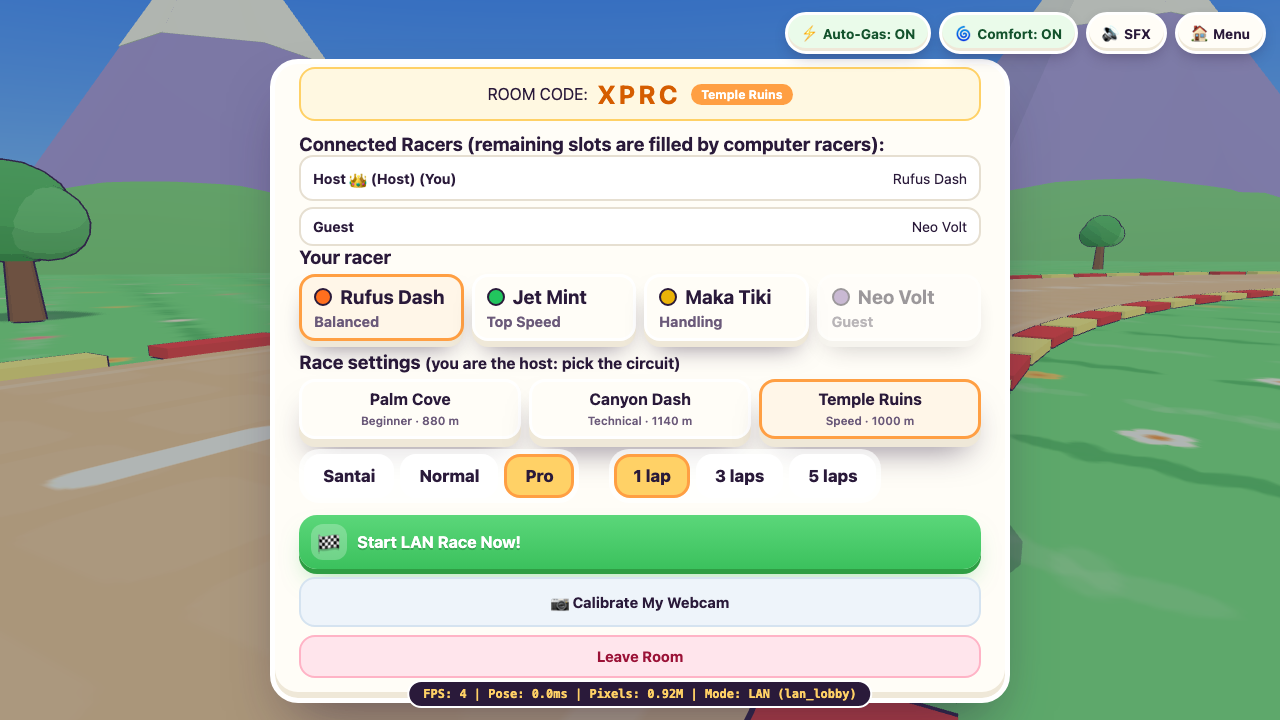 ⚡ Auto-Gas: ON
🌀 Comfort: ON
🔊 SFX
🏠 Menu
ROOM CODE: XPRC Temple Ruins
Connected Racers (remaining slots are filled by computer racers):
Host 👑 (Host) (You) Rufus Dash
Guest Neo Volt
Your racer
Rufus Dash
Balanced
Jet Mint
Top Speed
Maka Tiki
Handling
Neo Volt
Guest
Race settings (you are the host: pick the circuit)
Palm Cove
Beginner · 880 m
Canyon Dash
Technical · 1140 m
Temple Ruins
Speed · 1000 m
Santai Normal Pro 1 lap 3 laps 5 laps
🏁 Start LAN Race Now!
📷 Calibrate My Webcam
Leave Room
FPS: 4 | Pose: 0.0ms | Pixels: 0.92M | Mode: LAN (lan_lobby)